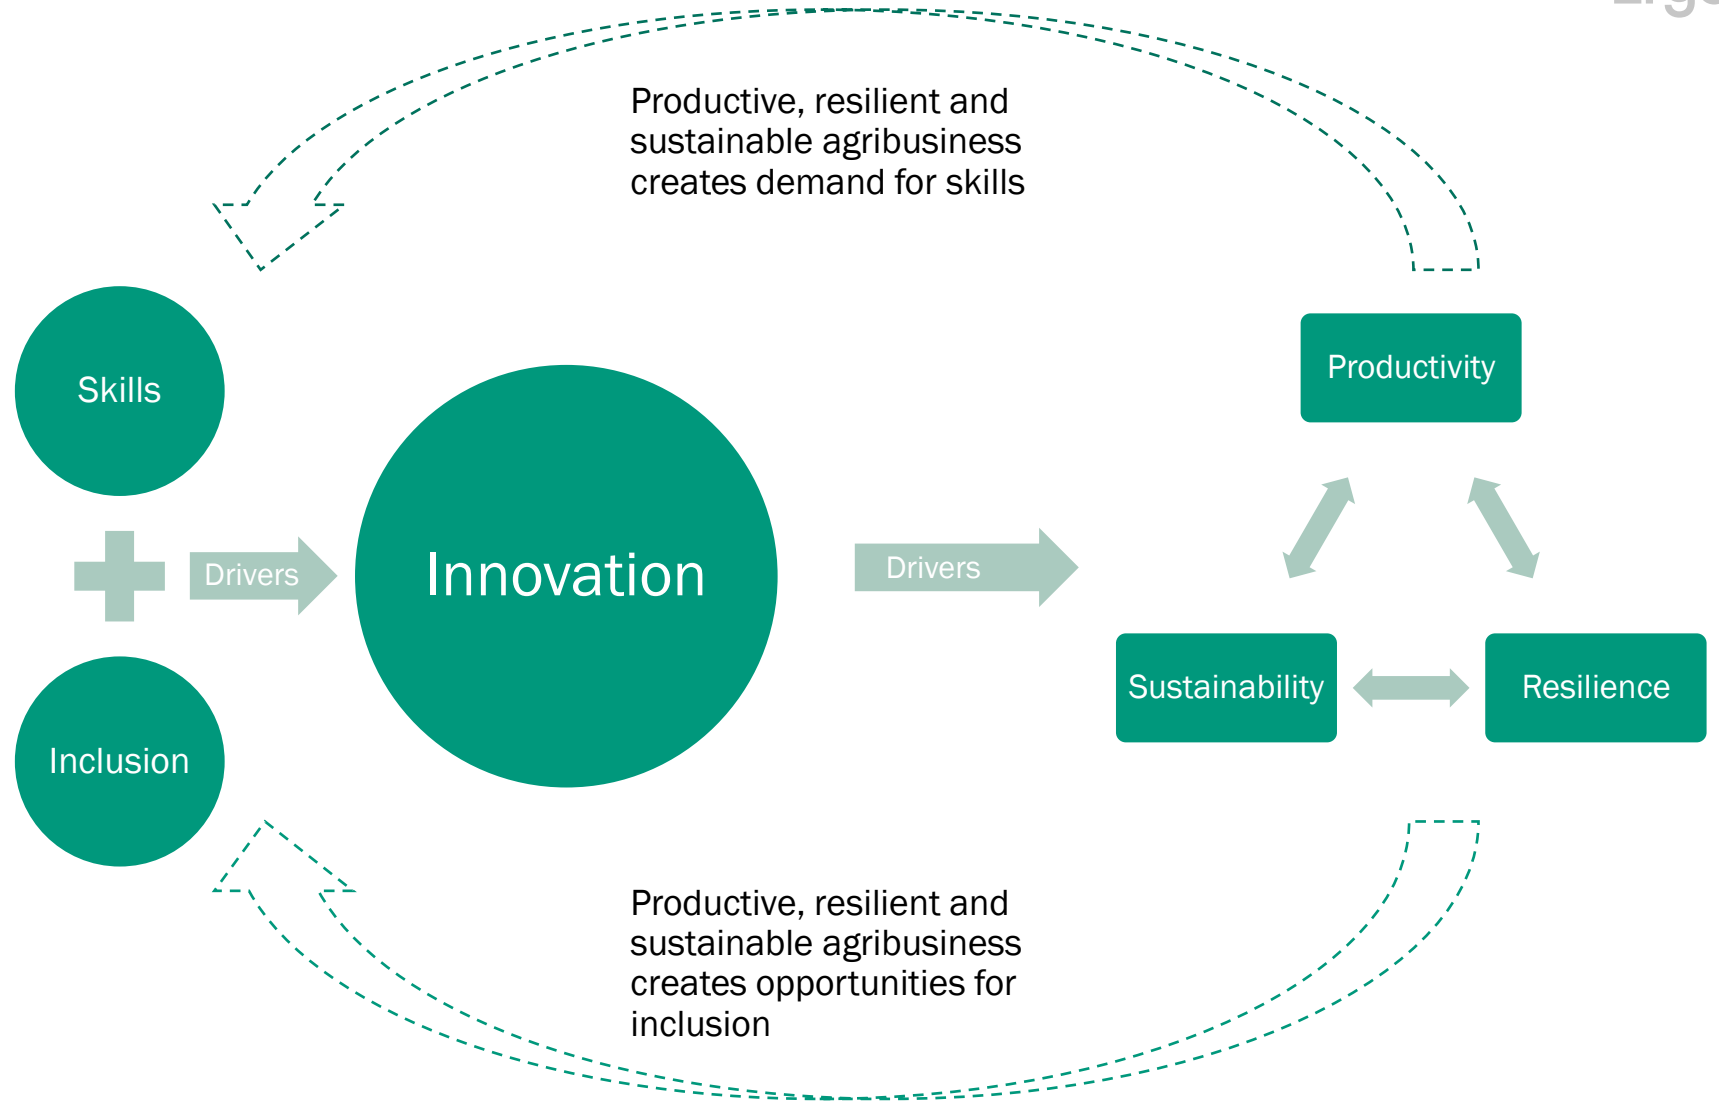 Productive, resilient and
sustainable agribusiness
creates demand for skills
Skills
Productivity
Drivers
Innovation
Drivers
Sustainability
Resilience
Inclusion
Productive, resilient and
sustainable agribusiness
creates opportunities for
inclusion